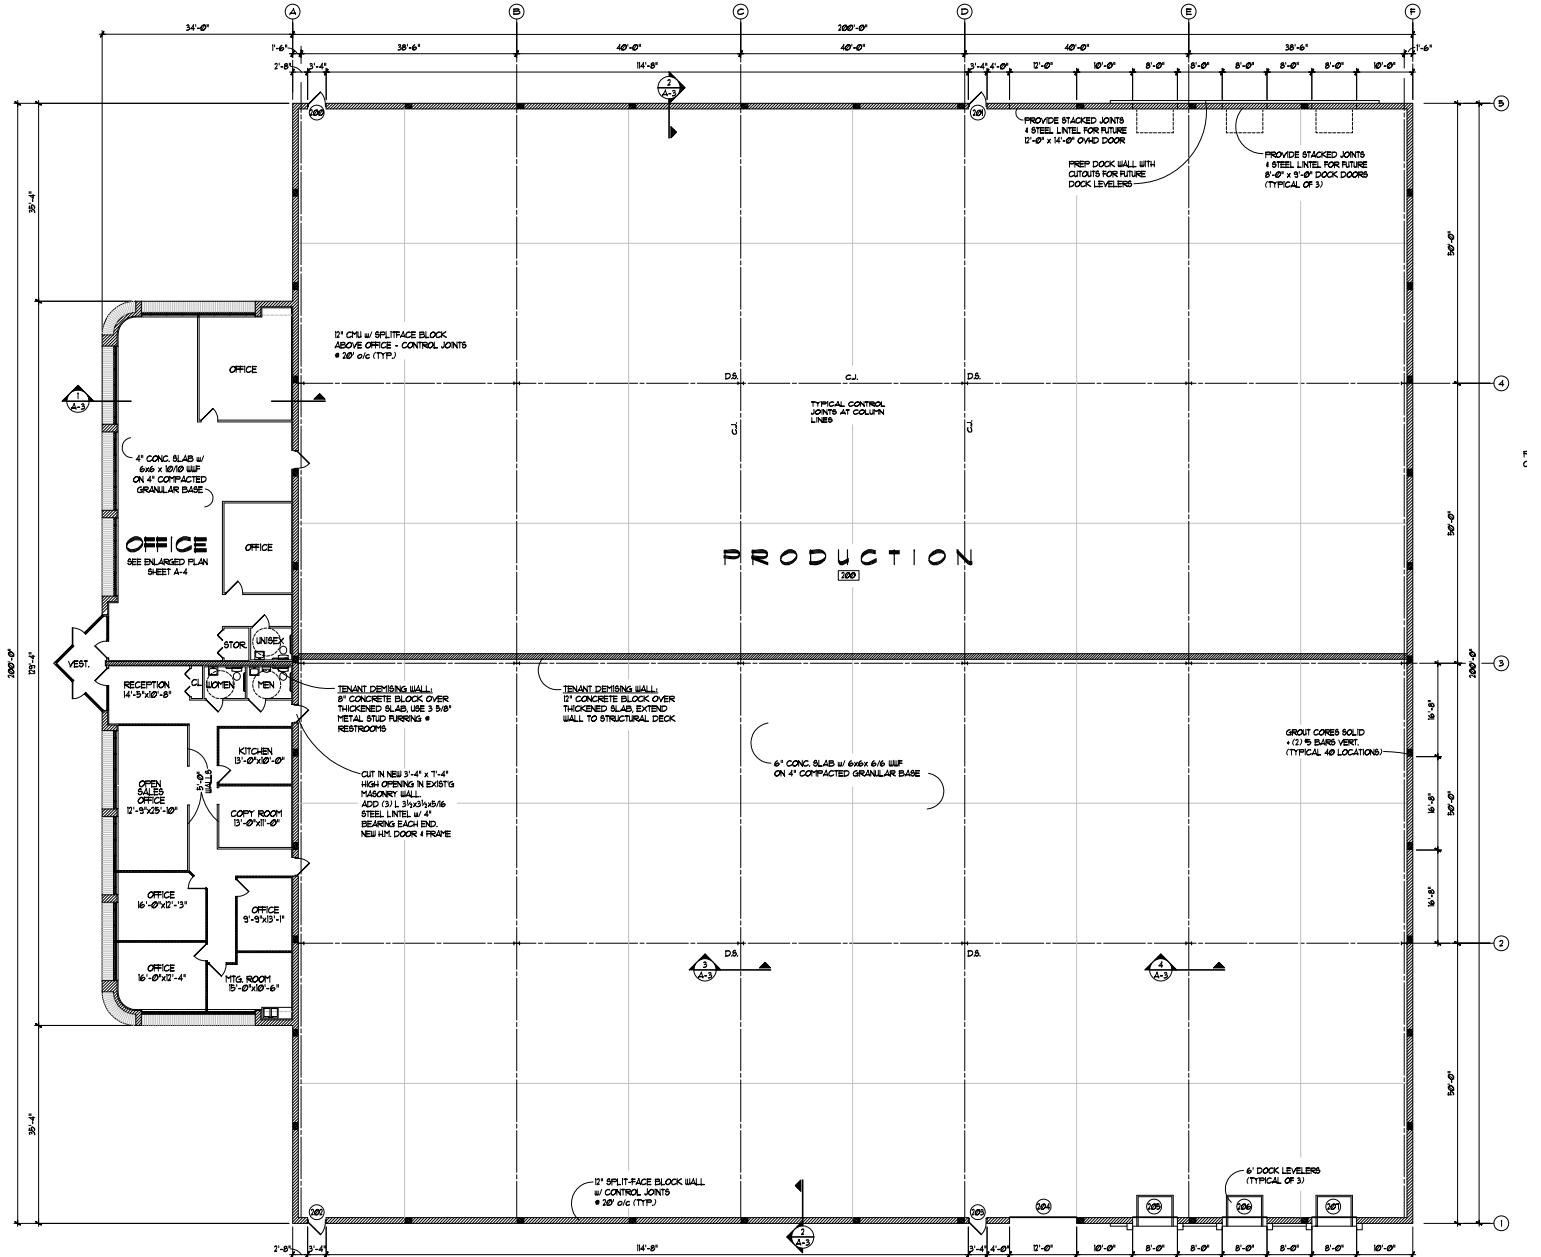 A B C D E F
34'-0" 200'-0"
1'-6" 38'-6" 40'-0" 40'-0" 40'-0" 38'-6" 1'-6"
2'-8" 3'-4" 114'-8" 3'-4" 4'-0" 12'-0" 10'-0" 8'-0" 8'-0" 8'-0" 8'-0" 8'-0" 10'-0"
2
A-3
5
200
201
PROVIDE STACKED JOINTS
& STEEL LINTEL FOR FUTURE
12'-0" x 14'-0" OVHD DOOR
PREP DOCK WALL WITH
CUTOUTS FOR FUTURE
DOCK LEVELERS
PROVIDE STACKED JOINTS
& STEEL LINTEL FOR FUTURE
8'-0" x 9'-0" DOCK DOORS
(TYPICAL OF 3)
35'-4"
50'-0"
12" CMU w/ SPLITFACE BLOCK
ABOVE OFFICE - CONTROL JOINTS
@ 20' o/c (TYP.)
OFFICE
D.S. C.J. D.S.
4
1
A-3
TYPICAL CONTROL
JOINTS AT COLUMN
LINES
C.J.
C.J.
4" CONC. SLAB w/
6x6 x 10/10 WWF
ON 4" COMPACTED
GRANULAR BASE
50'-0"
OFFICE
SEE ENLARGED PLAN
SHEET A-4
OFFICE
PRODUCTION
200
STOR.
UNISEX
VEST.
200'-0"
129'-4"
200'-0"
3
RECEPTION
14'-5"x10'-8"
CL
WOMEN
MEN
TENANT DEMISING WALL:
8" CONCRETE BLOCK OVER
THICKENED SLAB, USE 3 5/8"
METAL STUD FURRING @
RESTROOMS
TENANT DEMISING WALL:
12" CONCRETE BLOCK OVER
THICKENED SLAB, EXTEND
WALL TO STRUCTURAL DECK
16'-8"
GROUT CORES SOLID
+ (2) #5 BARS VERT.
(TYPICAL 40 LOCATIONS)
KITCHEN
13'-0"x10'-0"
5'-0"
WALLS
6" CONC. SLAB w/ 6x6x 6/6 WWF
ON 4" COMPACTED GRANULAR BASE
CUT IN NEW 3'-4" x 7'-4"
HIGH OPENING IN EXIST'G
MASONRY WALL.
ADD (3) L 3½x3½x5/16
STEEL LINTEL w/ 4"
BEARING EACH END.
NEW H.M. DOOR & FRAME
OPEN
SALES
OFFICE
12'-9"x25'-10"
COPY ROOM
13'-0"x11'-0"
16'-8"
50'-0"
16'-8"
OFFICE
16'-0"x12'-3"
OFFICE
9'-9"x13'-1"
2
D.S. D.S.
3
A-3
4
A-3
OFFICE
16'-0"x12'-4"
MTG. ROOM
15'-0"x10'-6"
50'-0"
35'-4"
12" SPLIT-FACE BLOCK WALL
w/ CONTROL JOINTS
@ 20' o/c (TYP.)
6' DOCK LEVELERS
(TYPICAL OF 3)
202
203
204
205
206
207
1
2
A-3
2'-8" 3'-4" 114'-8" 3'-4" 4'-0" 12'-0" 10'-0" 8'-0" 8'-0" 8'-0" 8'-0" 8'-0" 10'-0"